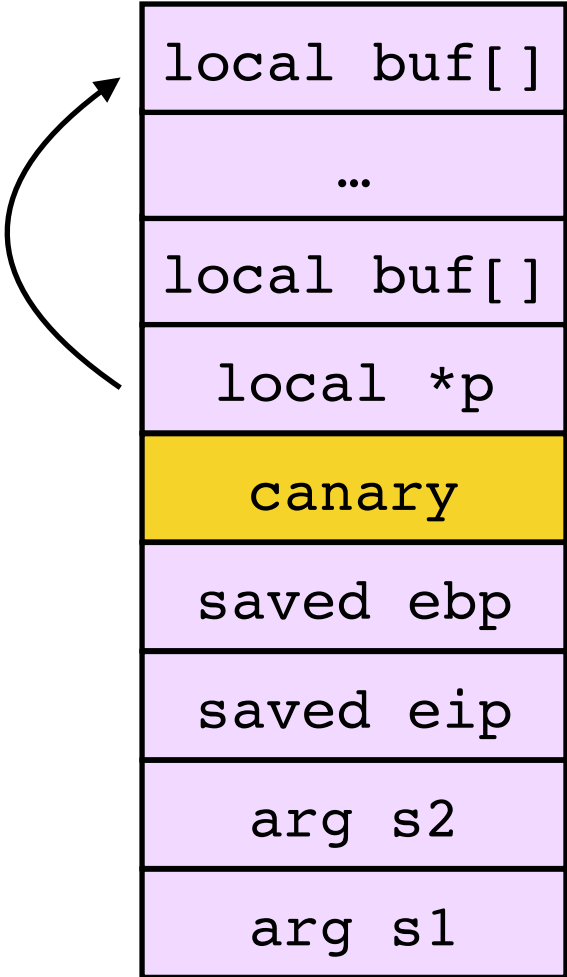 local buf[]
…
local buf[]
local *p
canary
saved ebp
saved eip
arg s2
arg s1